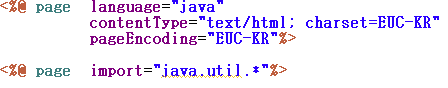 <%@ page language="java"
contentType="text/html; charset=EUC-KR"
pageEncoding="EUC-KR"%>
<%@ page import="java.util.*"%>